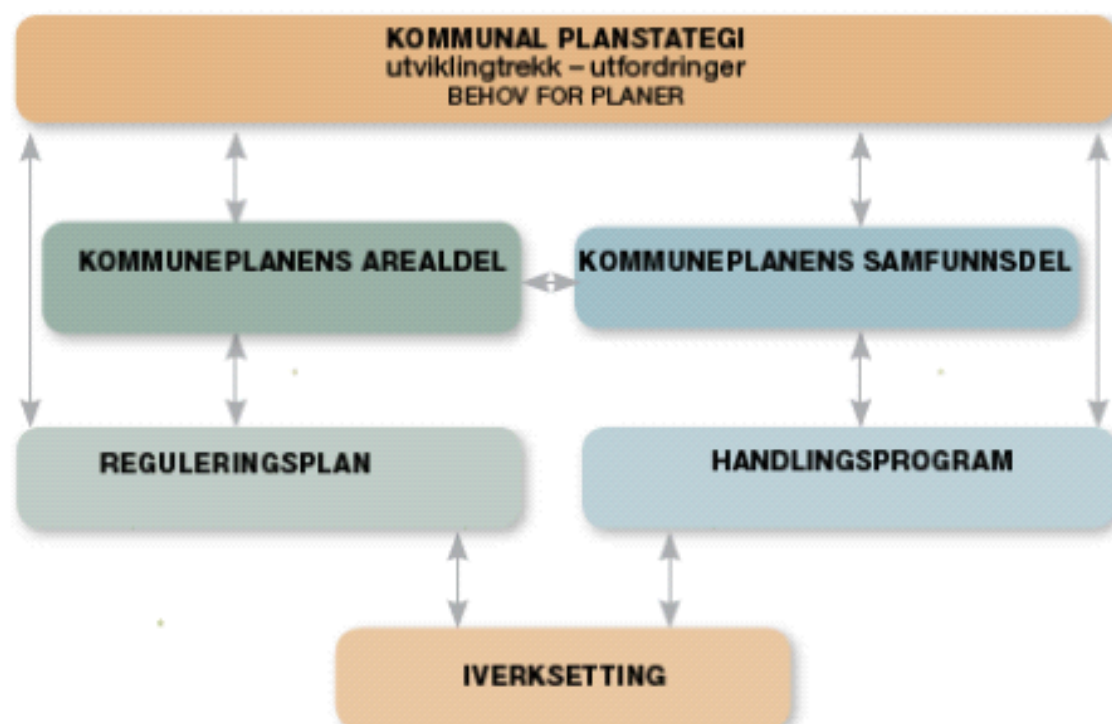 KOMMUNAL PLANSTATEGI
utviklingtrekk – utfordringer
BEHOV FOR PLANER
KOMMUNEPLANENS AREALDEL
KOMMUNEPLANENS SAMFUNNSDEL
REGULERINGSPLAN
HANDLINGSPROGRAM
IVERKSETTING